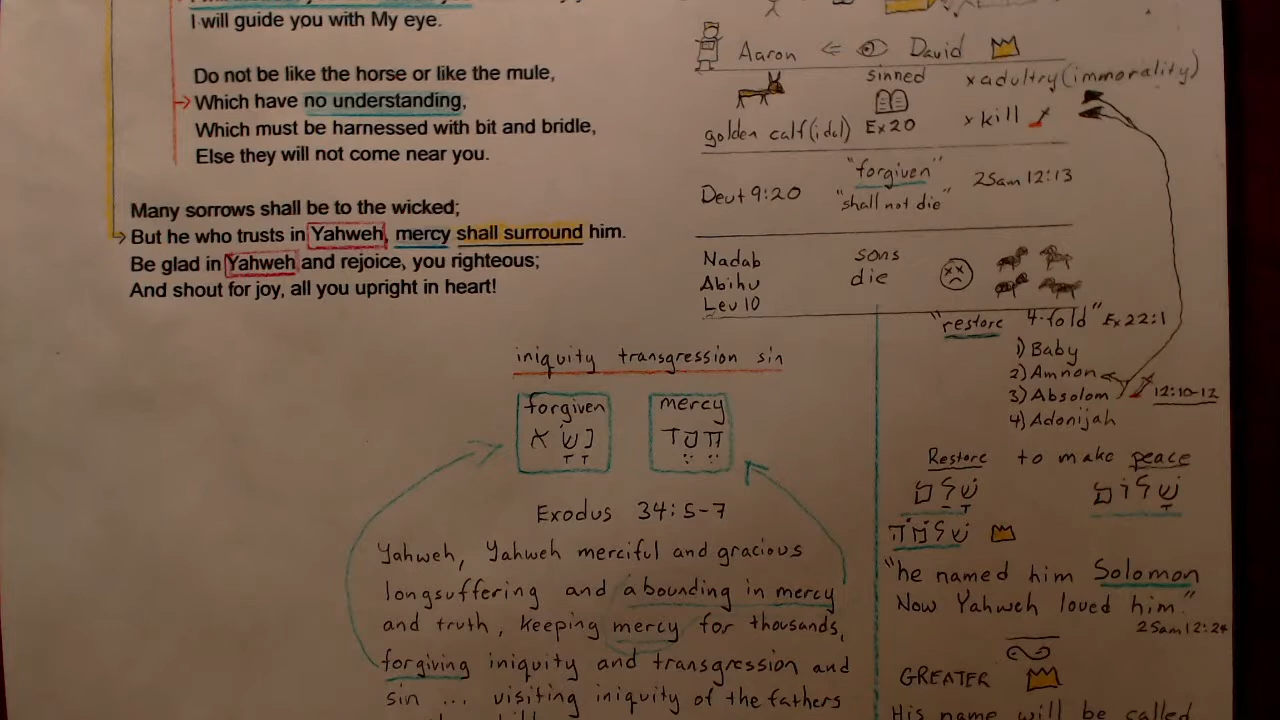 I will guide you with My eye.
Do not be like the horse or like the mule,
Which have no understanding,
Which must be harnessed with bit and bridle,
Else they will not come near you.
Many sorrows shall be to the wicked;
But he who trusts in Yahweh, mercy shall surround him.
Be glad in Yahweh and rejoice, you righteous;
And shout for joy, all you upright in heart!
Aaron ⇐ David
sinned x adultry (immorality)
golden calf (idol) Ex20 x kill
Deut 9:20 "forgiven" 2Sam 12:13
"shall not die"
Nadab sons
Abihu die
Lev 10
"restore 4-fold" Ex 22:1
1) Baby
2) Amnon
3) Absolom 12:10-12
4) Adonijah
iniquity transgression sin
forgiven mercy
נָשָׂא חֶסֶד
Exodus 34:5-7
Yahweh, Yahweh merciful and gracious
longsuffering and abounding in mercy
and truth, keeping mercy for thousands,
forgiving iniquity and transgression and
sin ... visiting iniquity of the fathers
Restore to make peace
שָׁלַם שָׁלוֹם
שלמה
"he named him Solomon
Now Yahweh loved him."
2Sam 12:24
GREATER
His name will be called